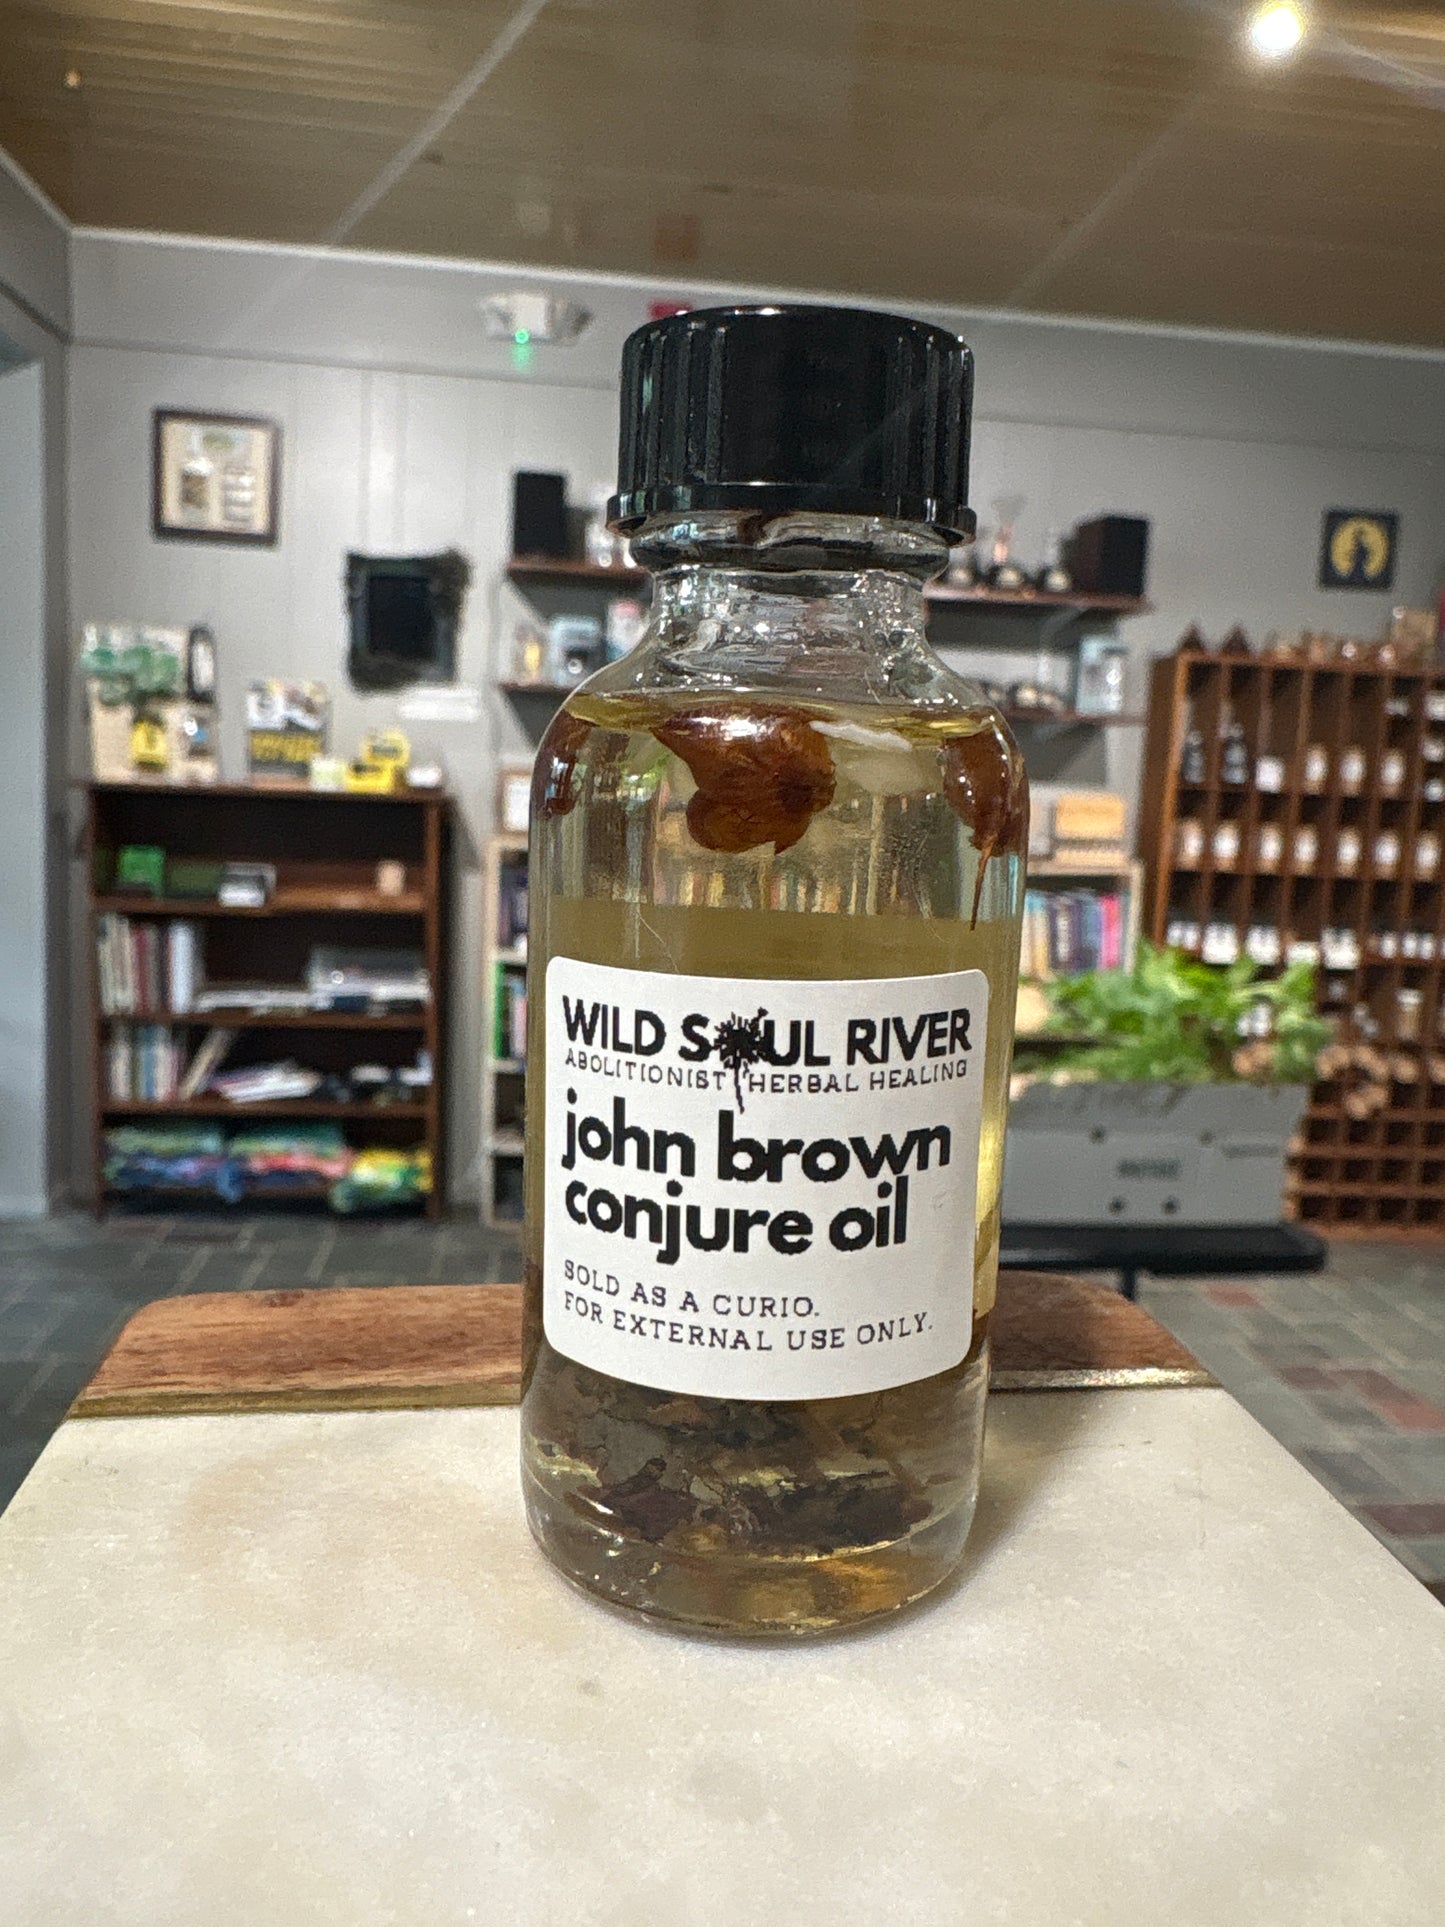 WILD SOUL RIVER
ABOLITIONIST HERBAL HEALING
john brown
conjure oil
SOLD AS A CURIO.
FOR EXTERNAL USE ONLY.